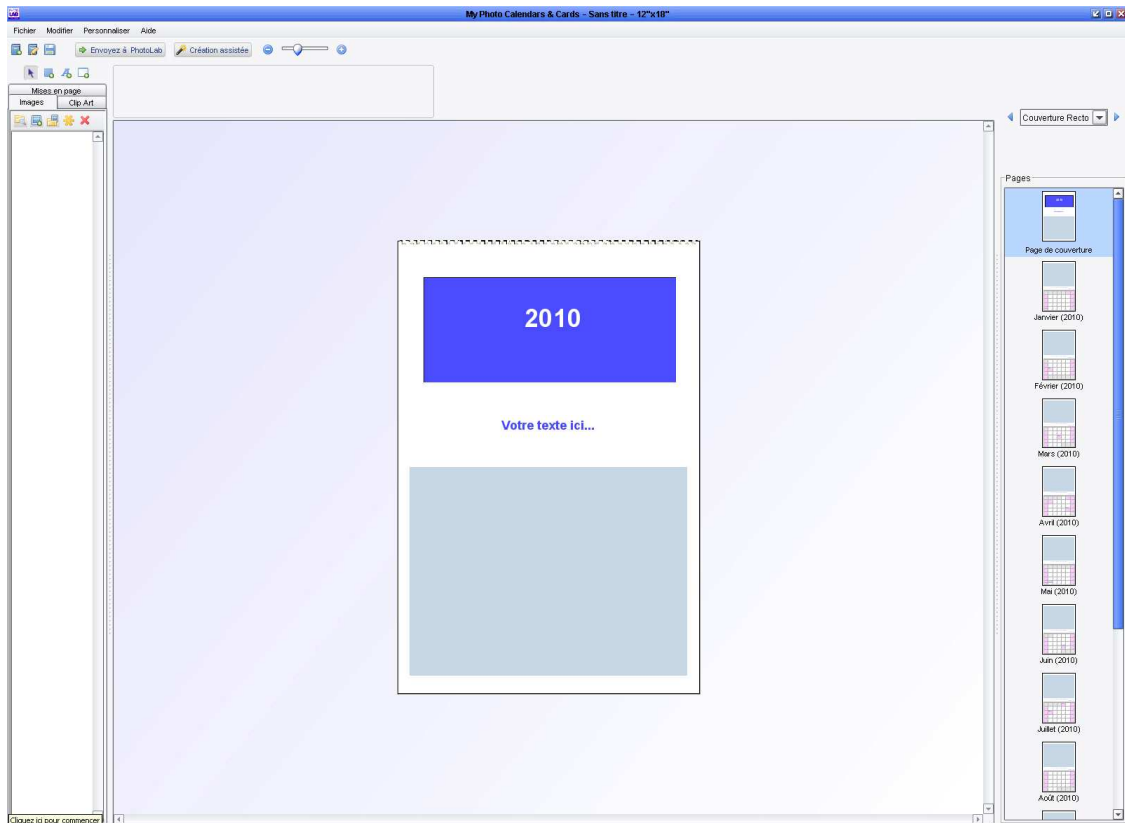 LAB
My Photo Calendars & Cards - Sans titre - 12"x18"
Fichier Modifier Personnaliser Aide
Envoyez á PhotoLab Création assistée
Mises en page
Images Clip Art
Couverture Recto
Pages
Page de couverture
Janvier (2010)
Février (2010)
Mars (2010)
Avril (2010)
Mai (2010)
Juin (2010)
Juillet (2010)
Août (2010)
2010
Votre texte ici...
Cliquez ici pour commencer